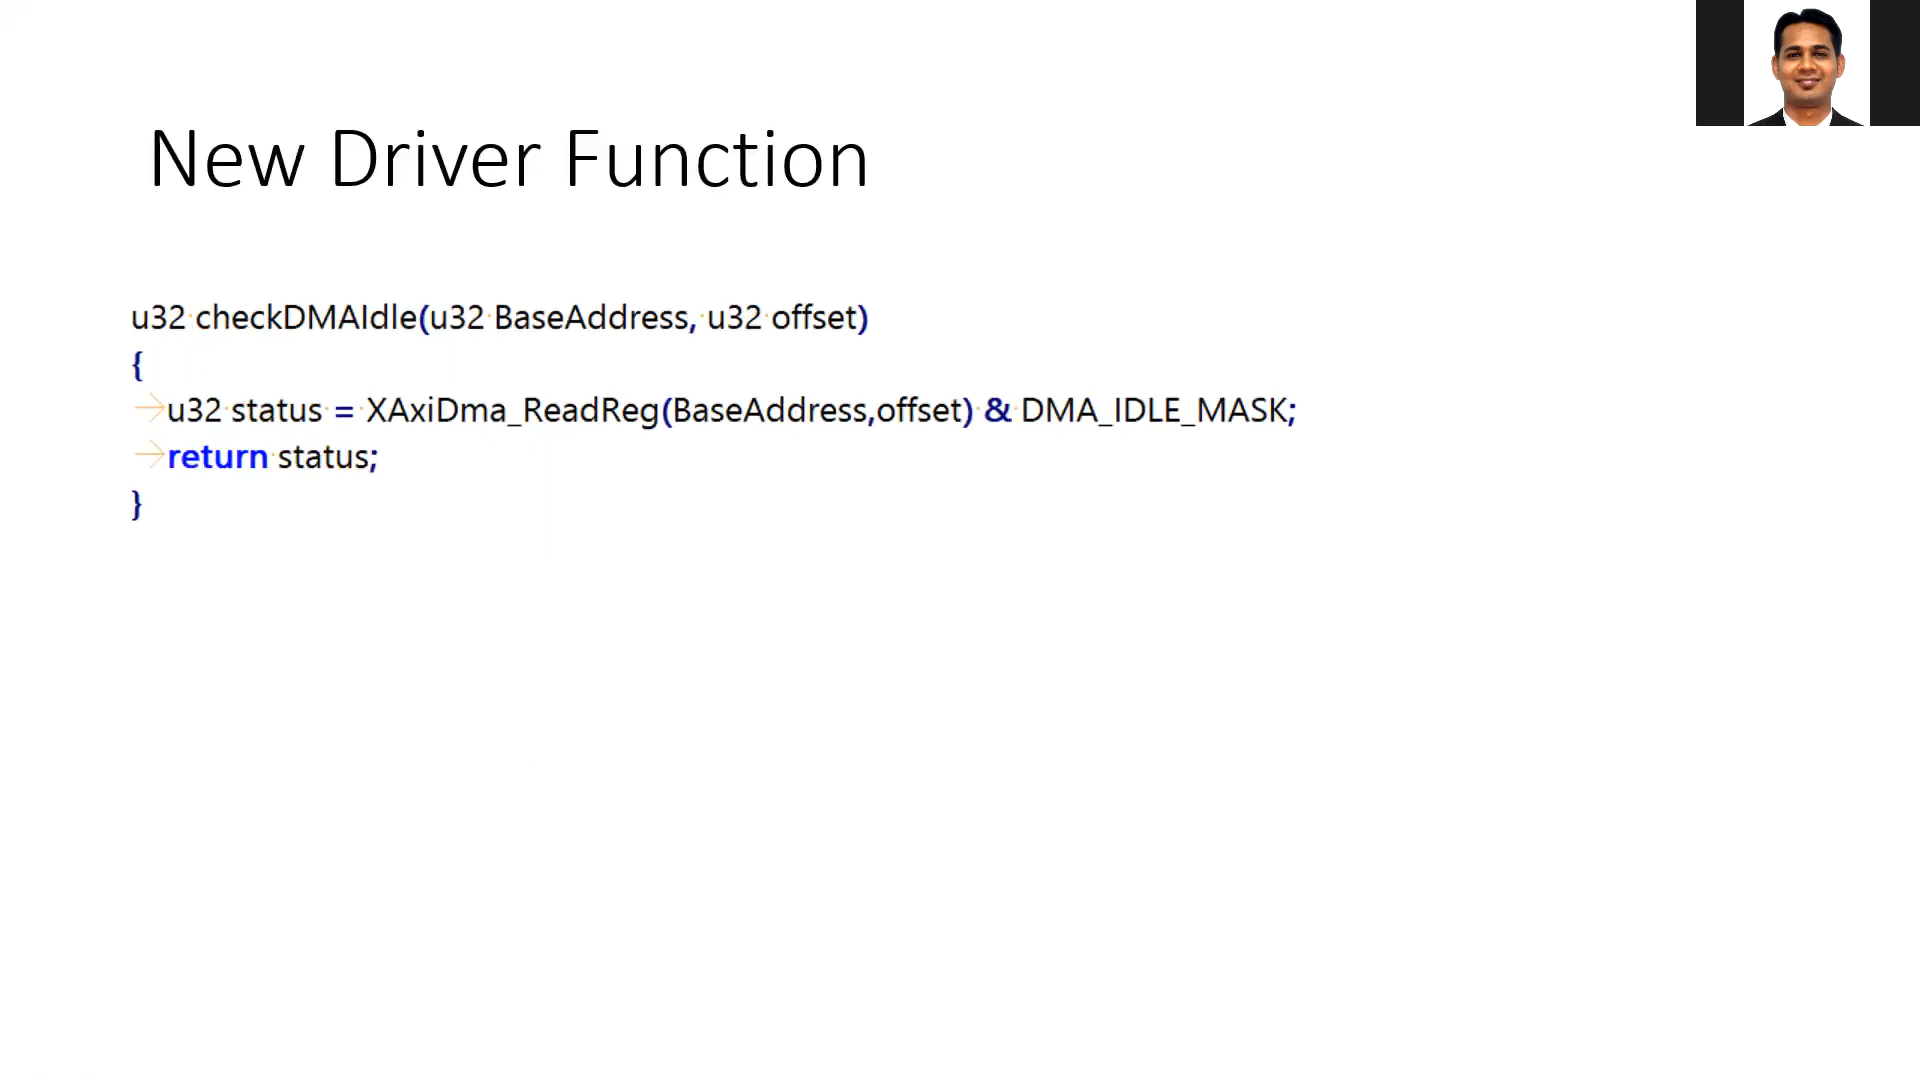 New Driver Function
u32 checkDMAIdle(u32 BaseAddress, u32 offset)
{
u32 status = XAxiDma_ReadReg(BaseAddress,offset) & DMA_IDLE_MASK;
return status;
}